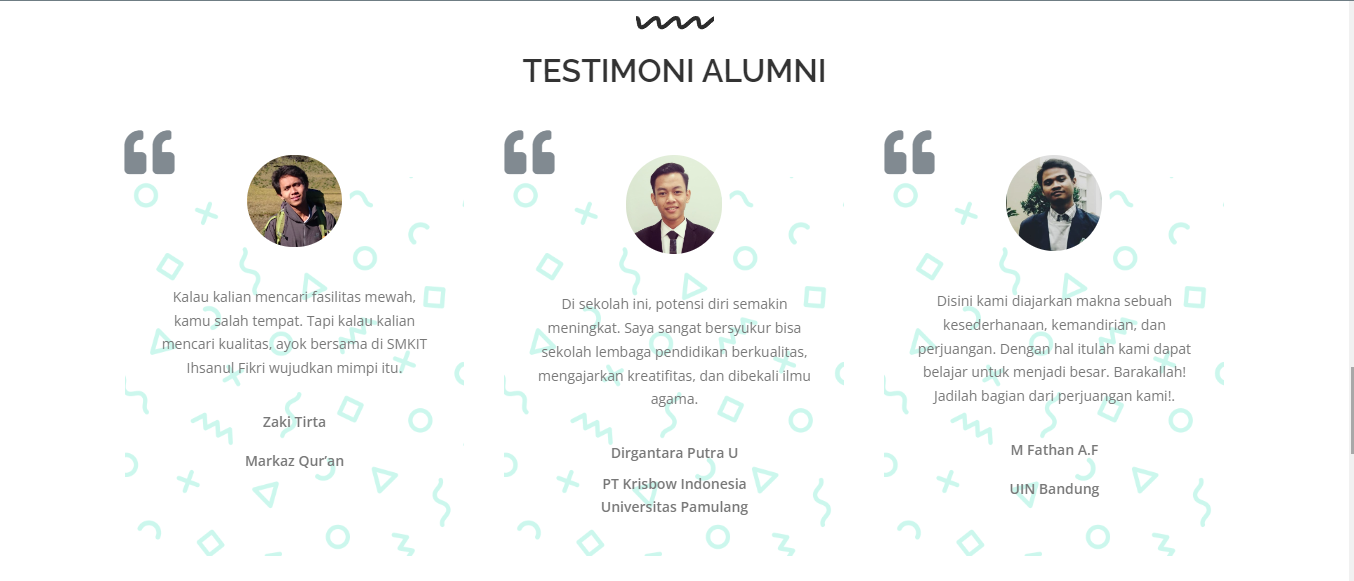 TESTIMONI ALUMNI
Kalau kalian mencari fasilitas mewah,
kamu salah tempat. Tapi kalau kalian
mencari kualitas, ayok bersama di SMKIT
Ihsanul Fikri wujudkan mimpi itu.
Zaki Tirta
Markaz Qur’an
Di sekolah ini, potensi diri semakin
meningkat. Saya sangat bersyukur bisa
sekolah lembaga pendidikan berkualitas,
mengajarkan kreatifitas, dan dibekali ilmu
agama.
Dirgantara Putra U
PT Krisbow Indonesia
Universitas Pamulang
Disini kami diajarkan makna sebuah
kesederhanaan, kemandirian, dan
perjuangan. Dengan hal itulah kami dapat
belajar untuk menjadi besar. Barakallah!
Jadilah bagian dari perjuangan kami!.
M Fathan A.F
UIN Bandung